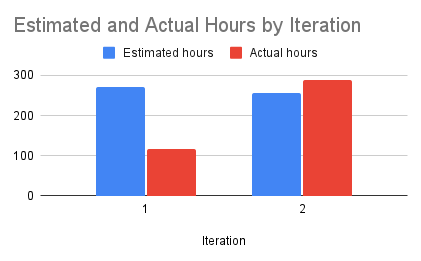 Estimated and Actual Hours by Iteration
Estimated hours Actual hours
300
200
100
0
1 2
Iteration